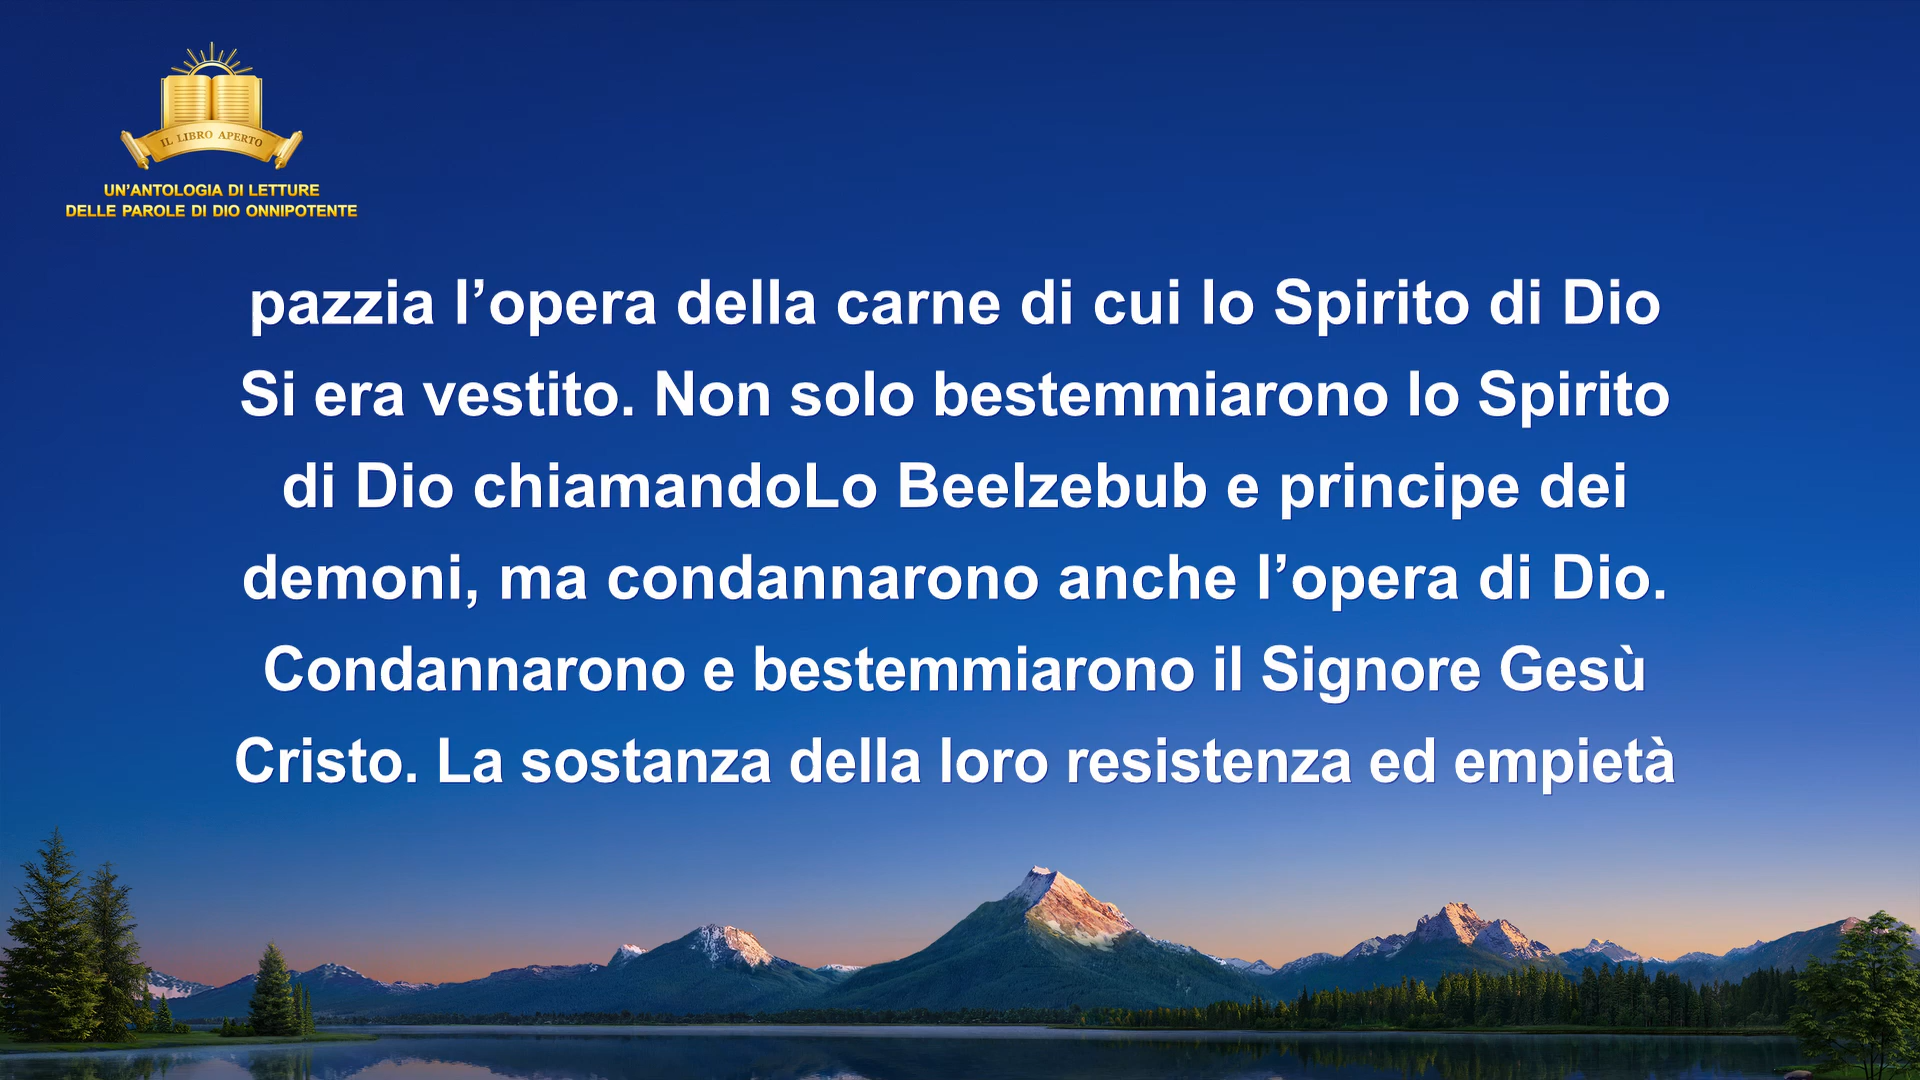 IL LIBRO APERTO
UN’ANTOLOGIA DI LETTURE
DELLE PAROLE DI DIO ONNIPOTENTE
pazzia l’opera della carne di cui lo Spirito di Dio
Si era vestito. Non solo bestemmiarono lo Spirito
di Dio chiamandoLo Beelzebub e principe dei
demoni, ma condannarono anche l’opera di Dio.
Condannarono e bestemmiarono il Signore Gesù
Cristo. La sostanza della loro resistenza ed empietà